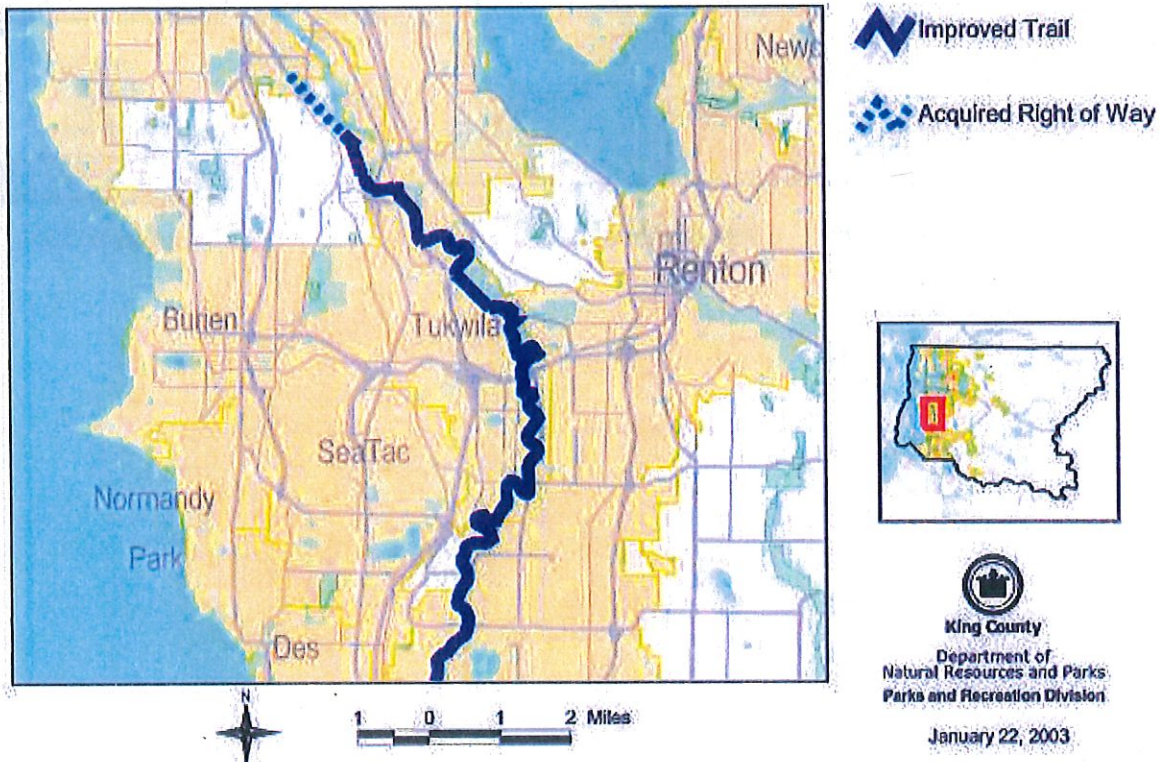 Newc
Renton
Burien
Tukwila
SeaTac
Normandy
Park
Des
Improved Trail
Acquired Right of Way
King County
Department of
Natural Resources and Parks
Parks and Recreation Division
January 22, 2003
N
1 0 1 2 Miles